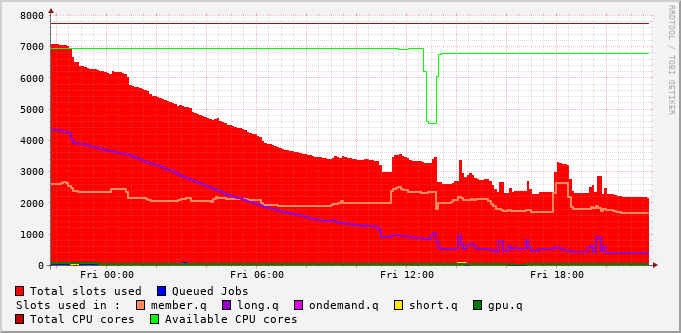 8000
7000
6000
5000
4000
3000
2000
1000
0
Fri 00:00 Fri 06:00 Fri 12:00 Fri 18:00
Total slots used Queued Jobs
Slots used in : member.q long.q ondemand.q short.q gpu.q
Total CPU cores Available CPU cores
RRDTOOL / TOBI OETIKER